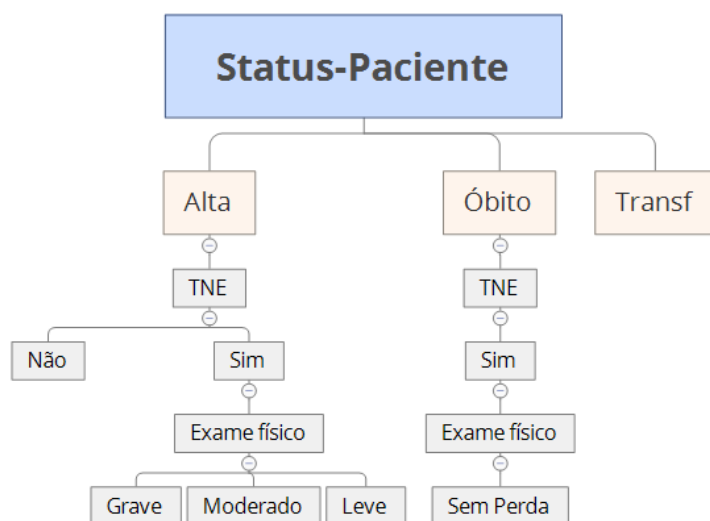 Status-Paciente
Alta
Óbito
Transf
TNE
TNE
Não
Sim
Sim
Exame físico
Exame físico
Grave
Moderado
Leve
Sem Perda